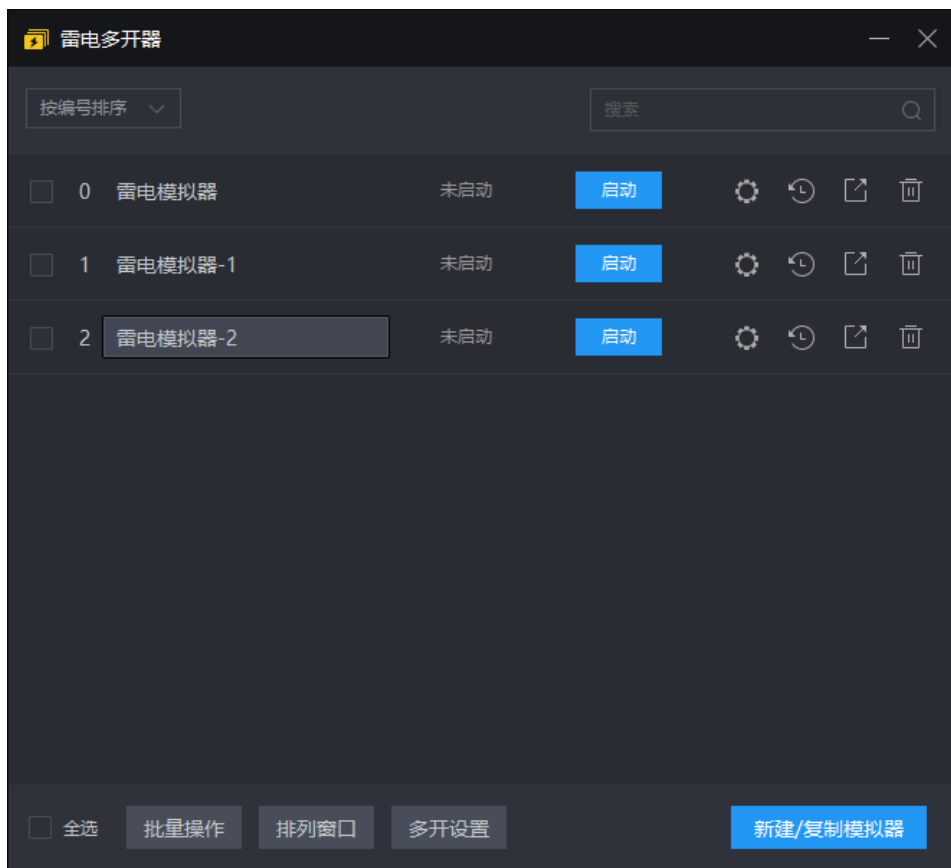 雷电多开器
按编号排序 搜索
0 雷电模拟器 未启动 启动
1 雷电模拟器-1 未启动 启动
2 雷电模拟器-2 未启动 启动
全选 批量操作 排列窗口 多开设置 新建/复制模拟器